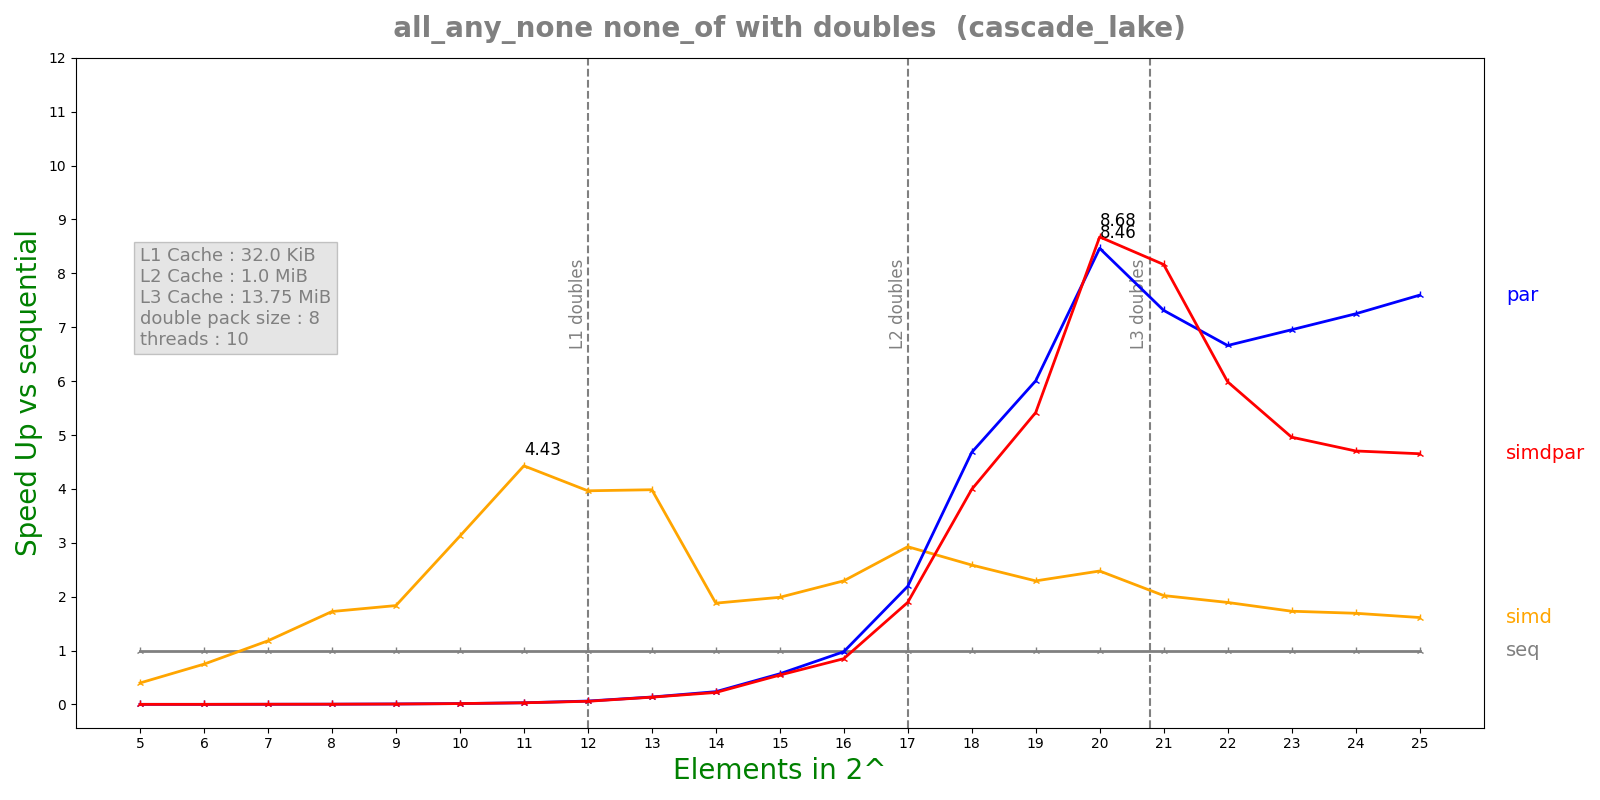 all_any_none none_of with doubles  (cascade_lake)
Speed Up vs sequential
12
11
10
9
8
7
6
5
4
3
2
1
0
L1 Cache : 32.0 KiB
L2 Cache : 1.0 MiB
L3 Cache : 13.75 MiB
double pack size : 8
threads : 10
L1 doubles
L2 doubles
L3 doubles
4.43
8.68
8.46
par
simdpar
simd
seq
5 6 7 8 9 10 11 12 13 14 15 16 17 18 19 20 21 22 23 24 25
Elements in 2^